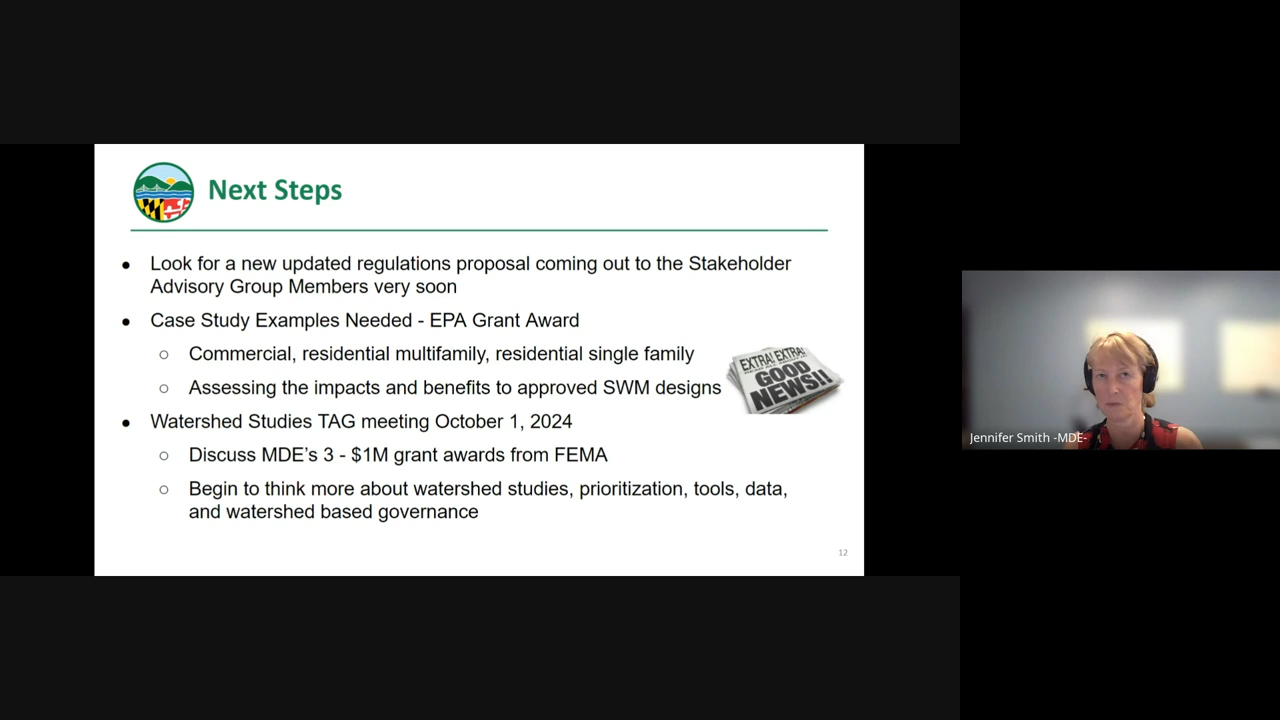 Next Steps
● Look for a new updated regulations proposal coming out to the Stakeholder
Advisory Group Members very soon
● Case Study Examples Needed - EPA Grant Award
○ Commercial, residential multifamily, residential single family
○ Assessing the impacts and benefits to approved SWM designs
EXTRA! EXTRA!
GOOD
NEWS!!
● Watershed Studies TAG meeting October 1, 2024
○ Discuss MDE’s 3 - $1M grant awards from FEMA
○ Begin to think more about watershed studies, prioritization, tools, data,
and watershed based governance
12
Jennifer Smith -MDE-